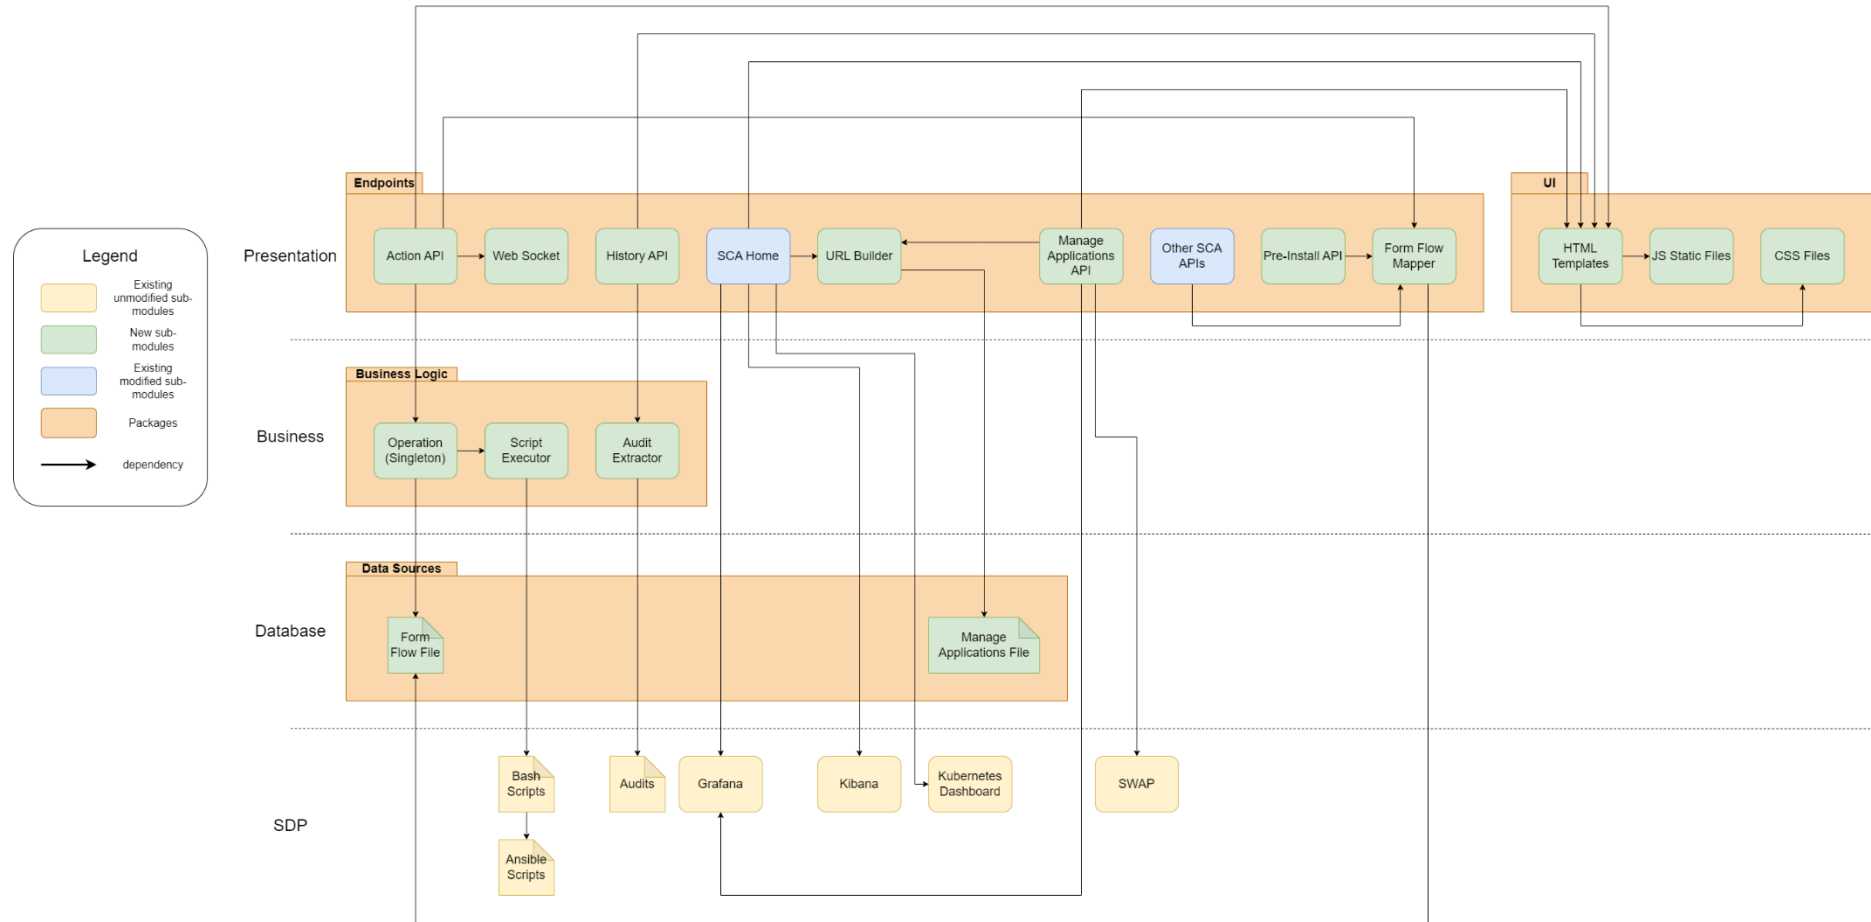 Endpoints
UI
Legend
Existing
unmodified sub-
modules
New sub-
modules
Existing
modified sub-
modules
Packages
dependency
Presentation
Action API
Web Socket
History API
SCA Home
URL Builder
Manage
Applications
API
Other SCA
APIs
Pre-Install API
Form Flow
Mapper
HTML
Templates
JS Static Files
CSS Files
Business Logic
Business
Operation
(Singleton)
Script
Executor
Audit
Extractor
Data Sources
Database
Form
Flow File
Manage
Applications File
SDP
Bash
Scripts
Audits
Grafana
Kibana
Kubernetes
Dashboard
SWAP
Ansible
Scripts